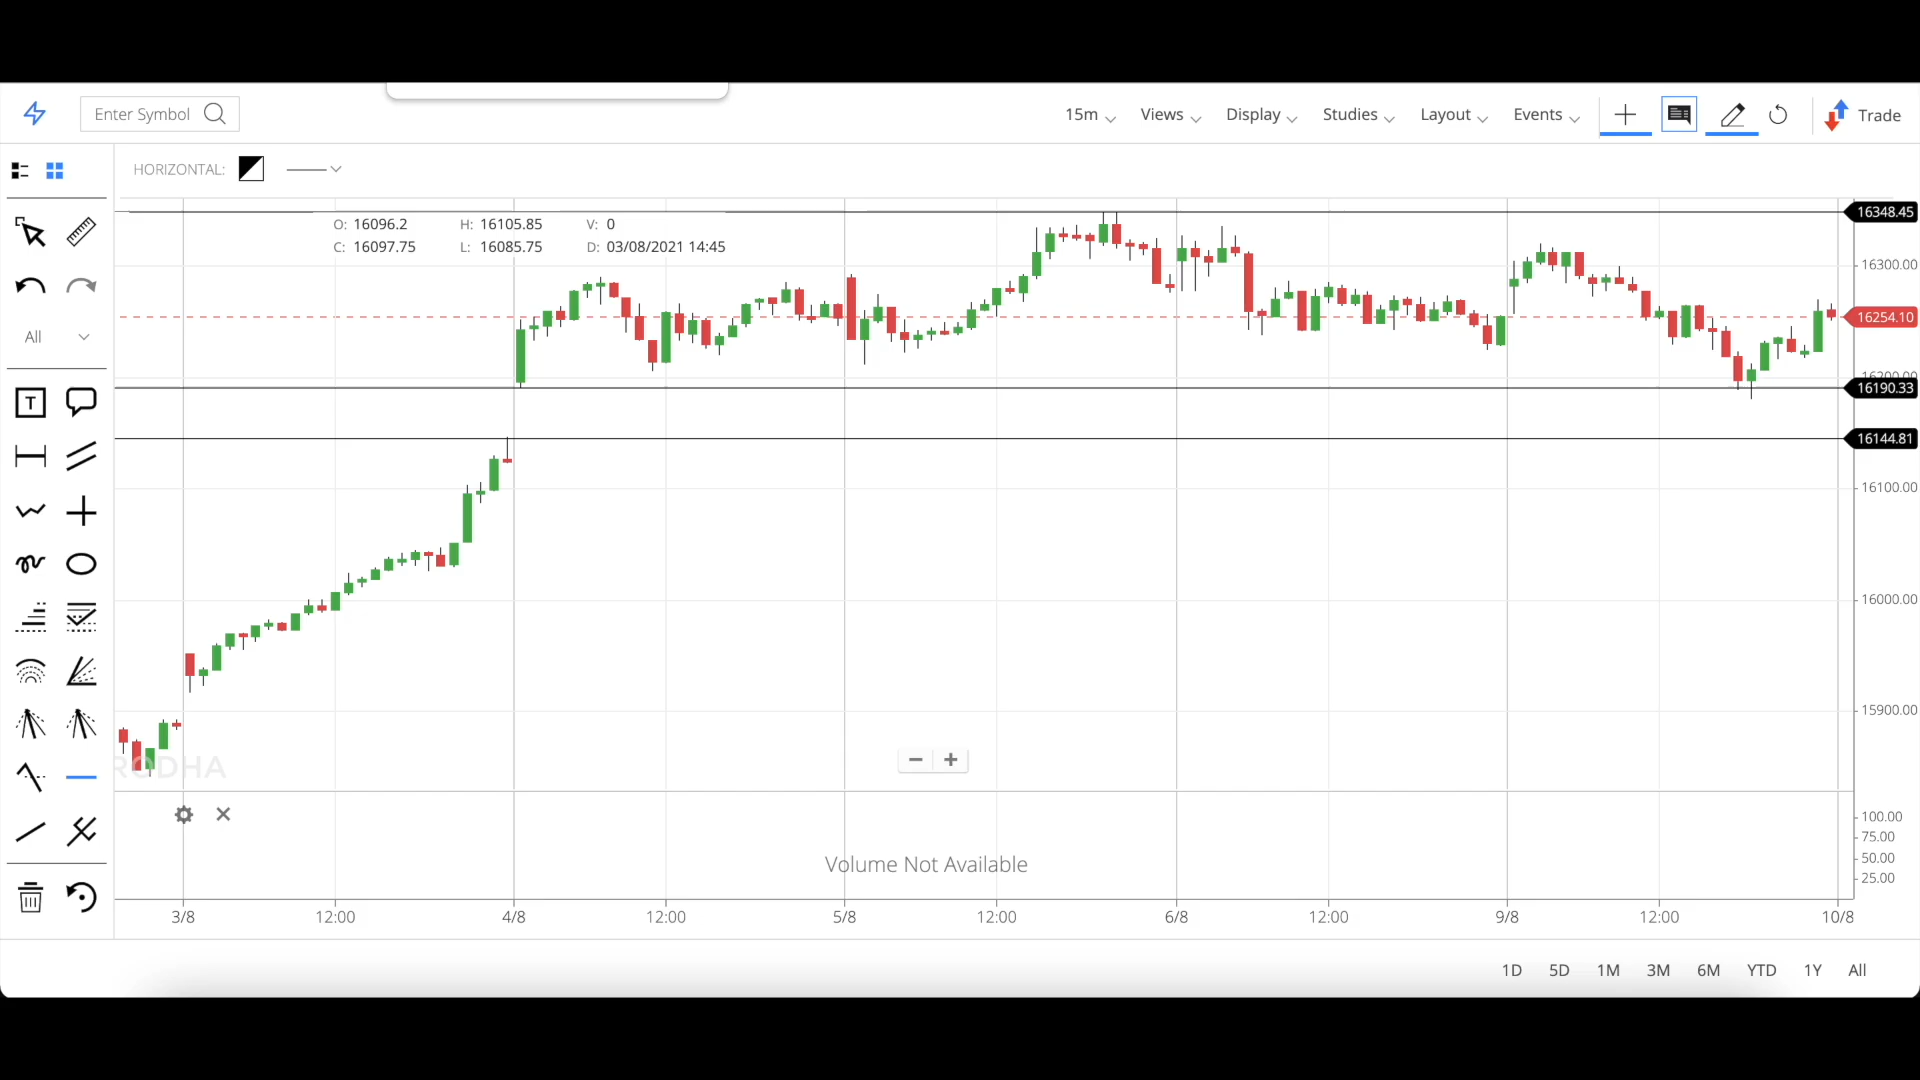 Enter Symbol
15m
Views
Display
Studies
Layout
Events
Trade
HORIZONTAL:
O: 16096.2 H: 16105.85 V: 0
C: 16097.75 L: 16085.75 D: 03/08/2021 14:45
All
T
16348.45
16300.00
16254.10
16200.00
16190.33
16144.81
16100.00
16000.00
15900.00
RODHA
Volume Not Available
100.00
75.00
50.00
25.00
3/8 12:00 4/8 12:00 5/8 12:00 6/8 12:00 9/8 12:00 10/8
1D 5D 1M 3M 6M YTD 1Y All